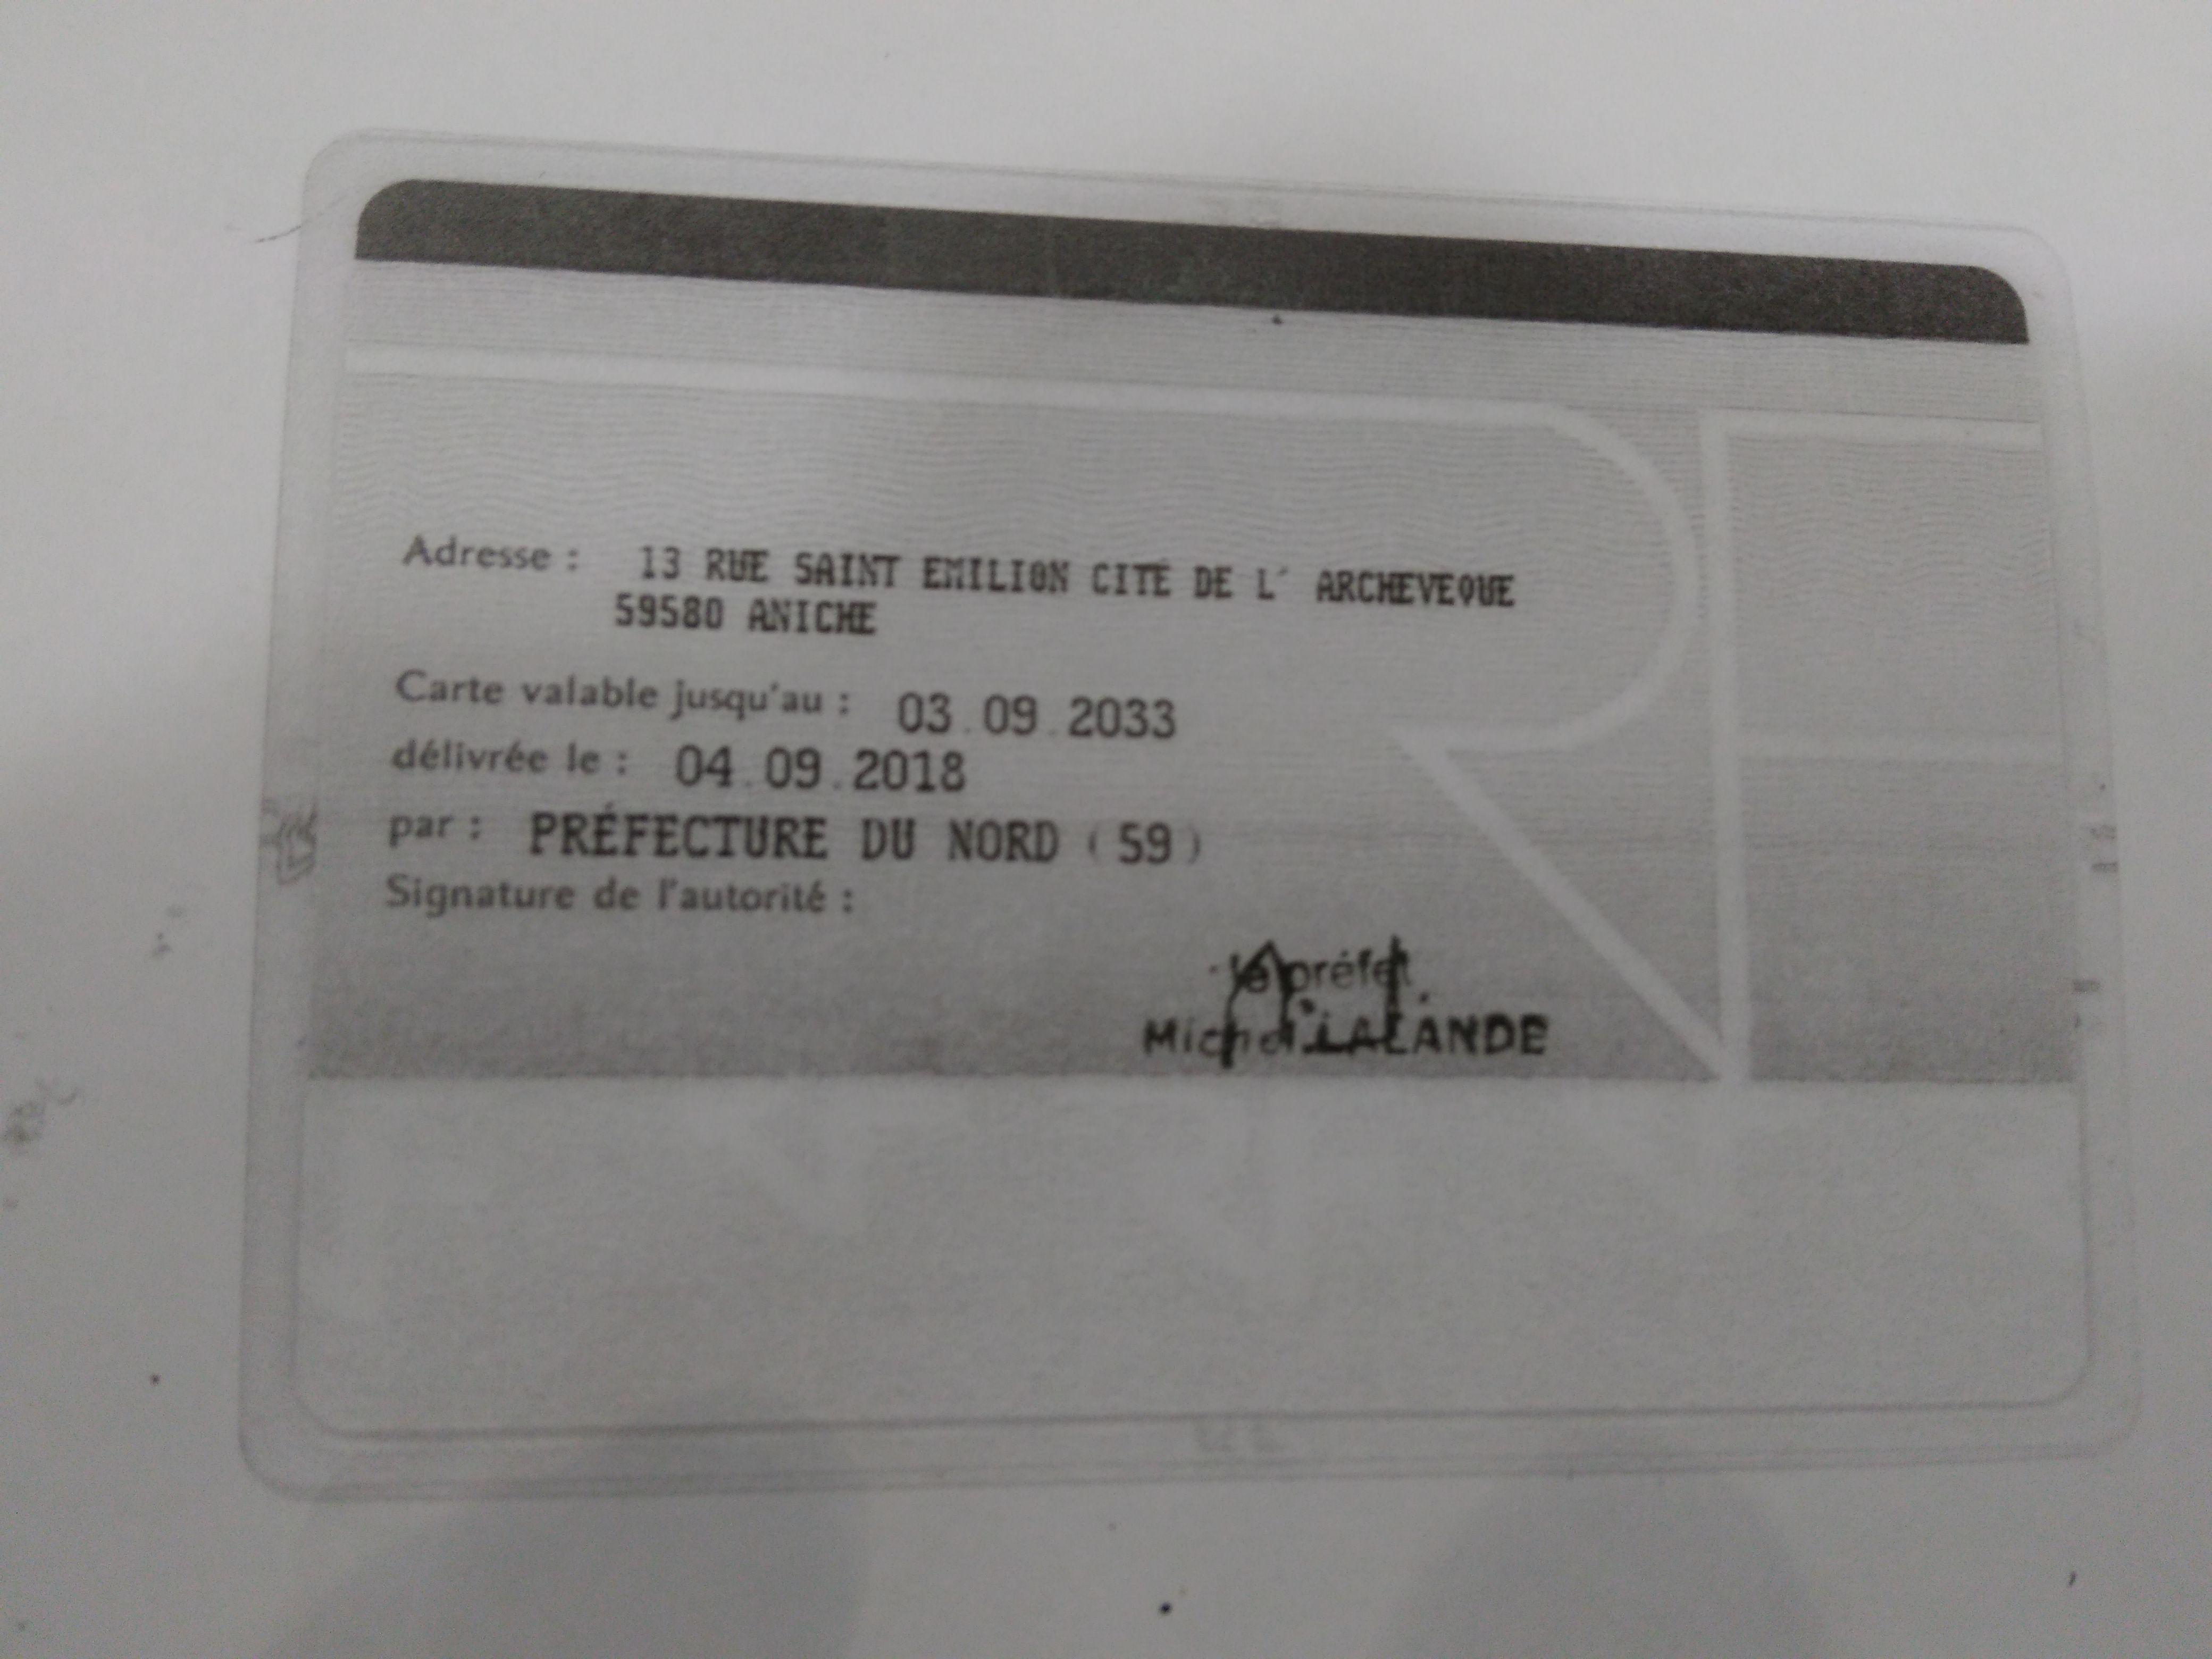 Adresse : 13 RUE SAINT EMILION CITE DE L' ARCHEVEQUE
59580 ANICHE
Carte valable jusqu'au : 03.09.2033
délivrée le : 04.09.2018
par : PRÉFECTURE DU NORD (59)
Signature de l'autorité :
le préfet
Michel LALANDE